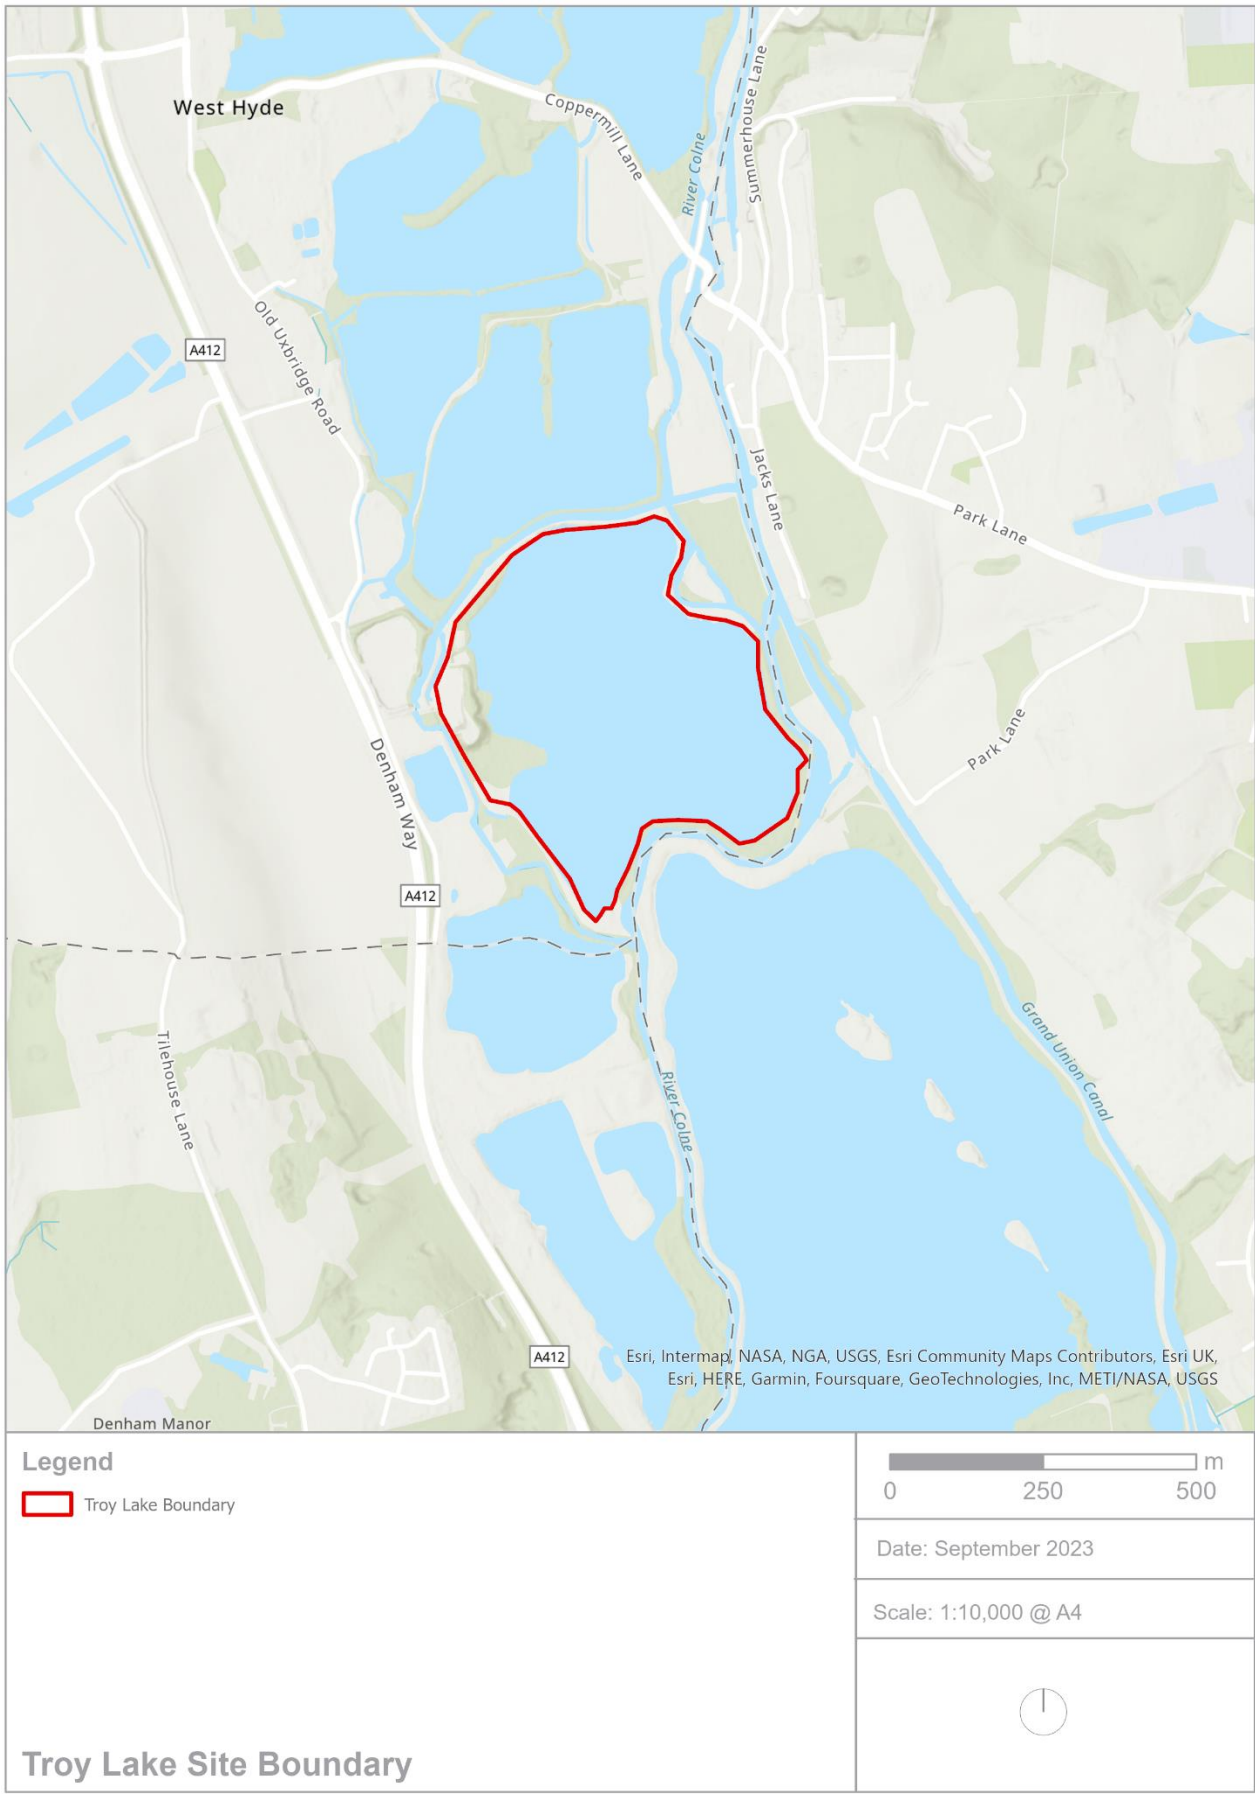 West Hyde
Coppermill Lane
River Colne
Summerhouse Lane
Old Uxbridge Road
A412
Jacks Lane
Park Lane
Park Lane
Denham Way
A412
Grand Union Canal
Tilehouse Lane
River Colne
A412
Esri, Intermap, NASA, NGA, USGS, Esri Community Maps Contributors, Esri UK,
Esri, HERE, Garmin, Foursquare, GeoTechnologies, Inc, METI/NASA, USGS
Denham Manor
Legend
Troy Lake Boundary
m
0 250 500
Date: September 2023
Scale: 1:10,000 @ A4
Troy Lake Site Boundary